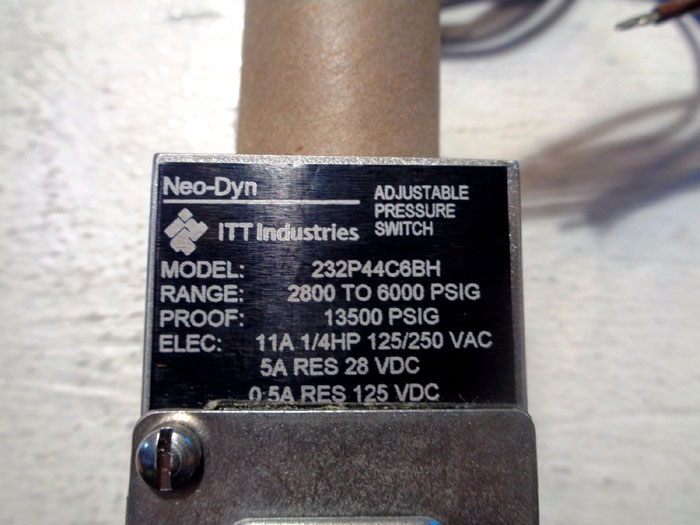 Neo-Dyn
ITT Industries
ADJUSTABLE
PRESSURE
SWITCH
MODEL: 232P44C6BH
RANGE: 2800 TO 6000 PSIG
PROOF: 13500 PSIG
ELEC: 11A 1/4HP 125/250 VAC
5A RES 28 VDC
0.5A RES 125 VDC